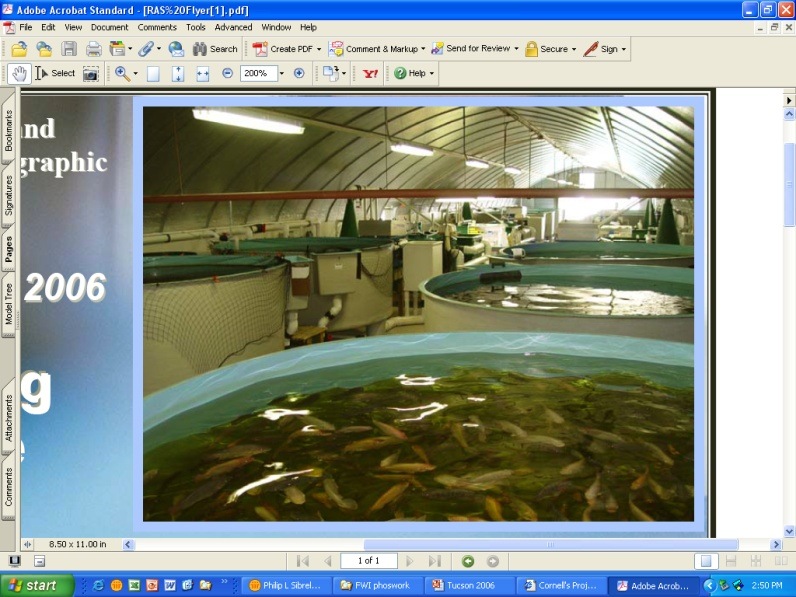 Adobe Acrobat Standard - [RAS%20Flyer[1].pdf]
File Edit View Document Comments Tools Advanced Window Help
Search Create PDF Comment & Markup Send for Review Secure Sign
Select 200% Y! Help
Bookmarks
Signatures
Pages
Model Tree
Attachments
Comments
nd
graphic
2006
g
e
8.50 x 11.00 in
1 of 1
start Philip L Sibrel... FWI phoswork Tucson 2006 Cornell's Proj... Adobe Acrob... 2:50 PM